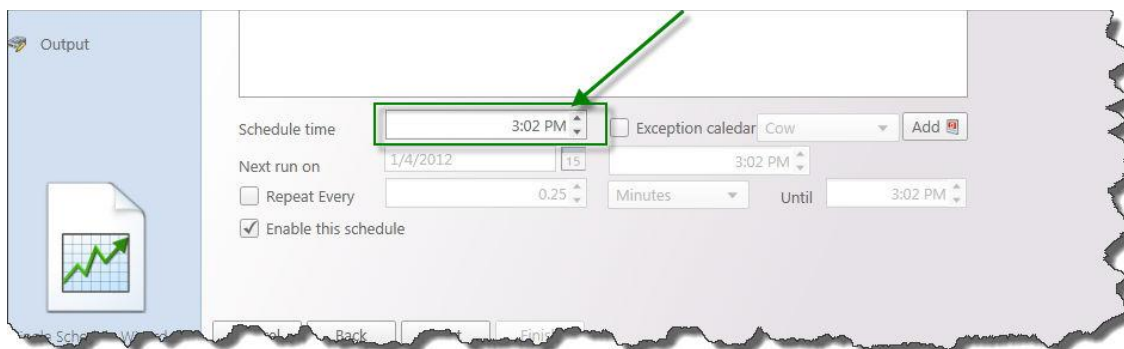 Output
Schedule time 3:02 PM Exception caledar Cow Add
Next run on 1/4/2012 15 3:02 PM
Repeat Every 0.25 Minutes Until 3:02 PM
Enable this schedule
Back